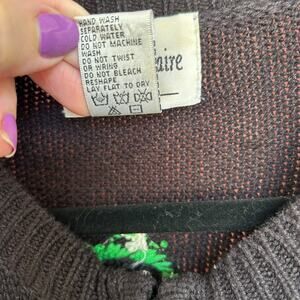 HAND WASH
SEPARATELY
COLD WATER
DO NOT MACHINE
WASH
DO NOT TWIST
OR WRING
DO NOT BLEACH
RESHAPE
LAY FLAT TO DRY
aire